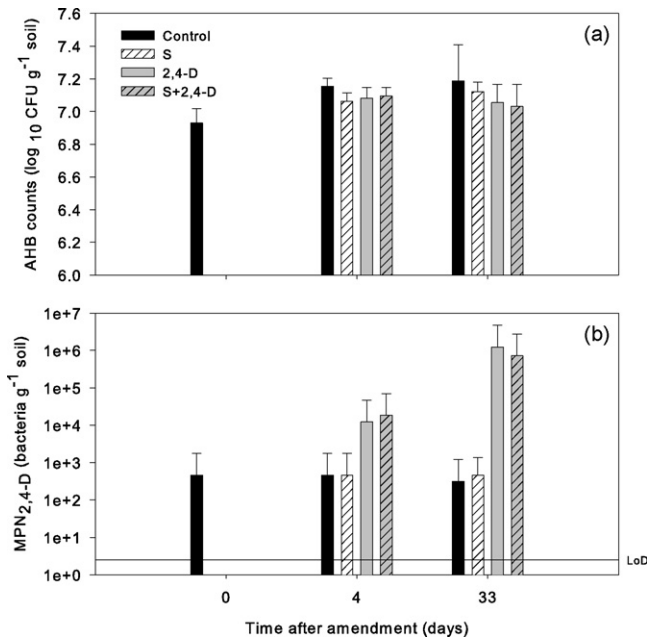 (a)
Control
S
2,4-D
S+2,4-D
AHB counts (log 10 CFU g-1 soil)
7.6
7.4
7.2
7.0
6.8
6.6
6.4
6.2
6.0
(b)
MPN2,4-D (bacteria g-1 soil)
1e+7
1e+6
1e+5
1e+4
1e+3
1e+2
1e+1
1e+0
LoD
0 4 33
Time after amendment (days)